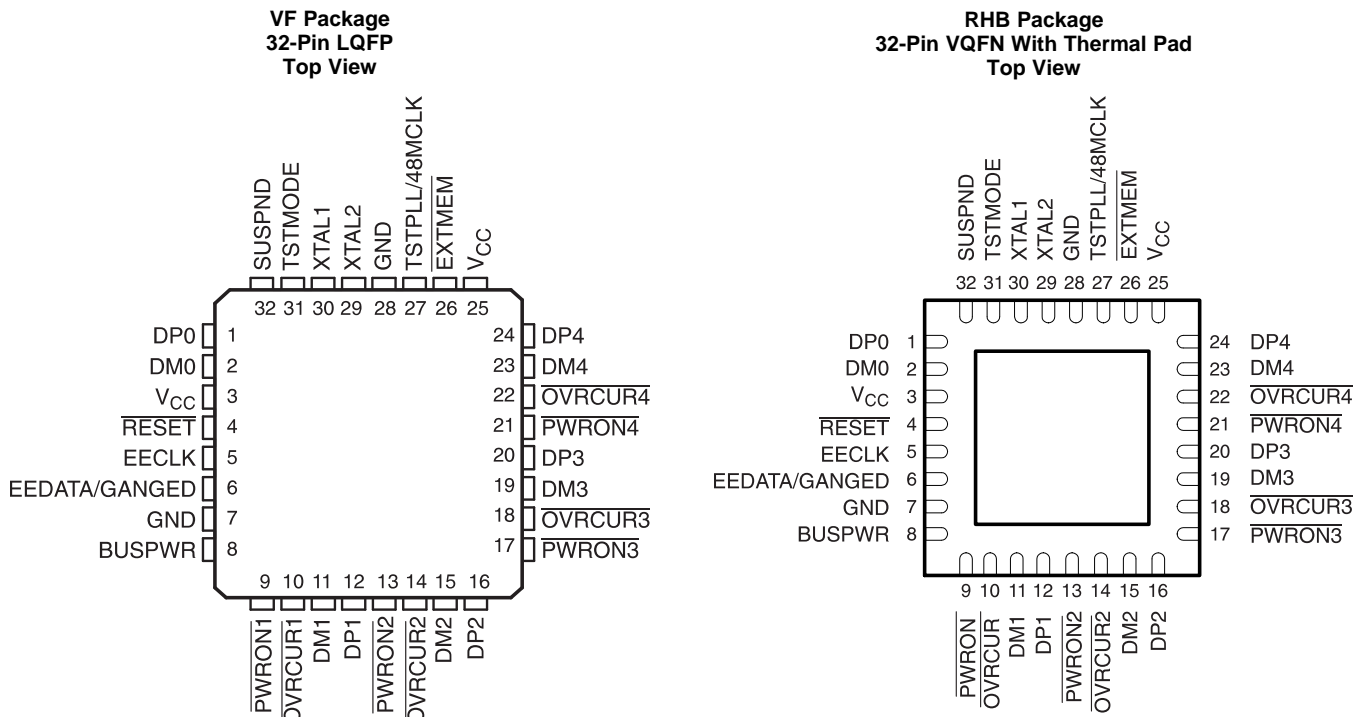 VF Package
32-Pin LQFP
Top View
SUSPND
TSTMODE
XTAL1
XTAL2
GND
TSTPLL/48MCLK
EXTMEM
VCC
32 31 30 29 28 27 26 25
DP0 1
DM0 2
VCC 3
RESET 4
EECLK 5
EEDATA/GANGED 6
GND 7
BUSPWR 8
24 DP4
23 DM4
22 OVRCUR4
21 PWRON4
20 DP3
19 DM3
18 OVRCUR3
17 PWRON3
9 10 11 12 13 14 15 16
PWRON1
OVRCUR1
DM1
DP1
PWRON2
OVRCUR2
DM2
DP2
RHB Package
32-Pin VQFN With Thermal Pad
Top View
SUSPND
TSTMODE
XTAL1
XTAL2
GND
TSTPLL/48MCLK
EXTMEM
VCC
32 31 30 29 28 27 26 25
DP0 1
DM0 2
VCC 3
RESET 4
EECLK 5
EEDATA/GANGED 6
GND 7
BUSPWR 8
24 DP4
23 DM4
22 OVRCUR4
21 PWRON4
20 DP3
19 DM3
18 OVRCUR3
17 PWRON3
9 10 11 12 13 14 15 16
PWRON
OVRCUR
DM1
DP1
PWRON2
OVRCUR2
DM2
DP2